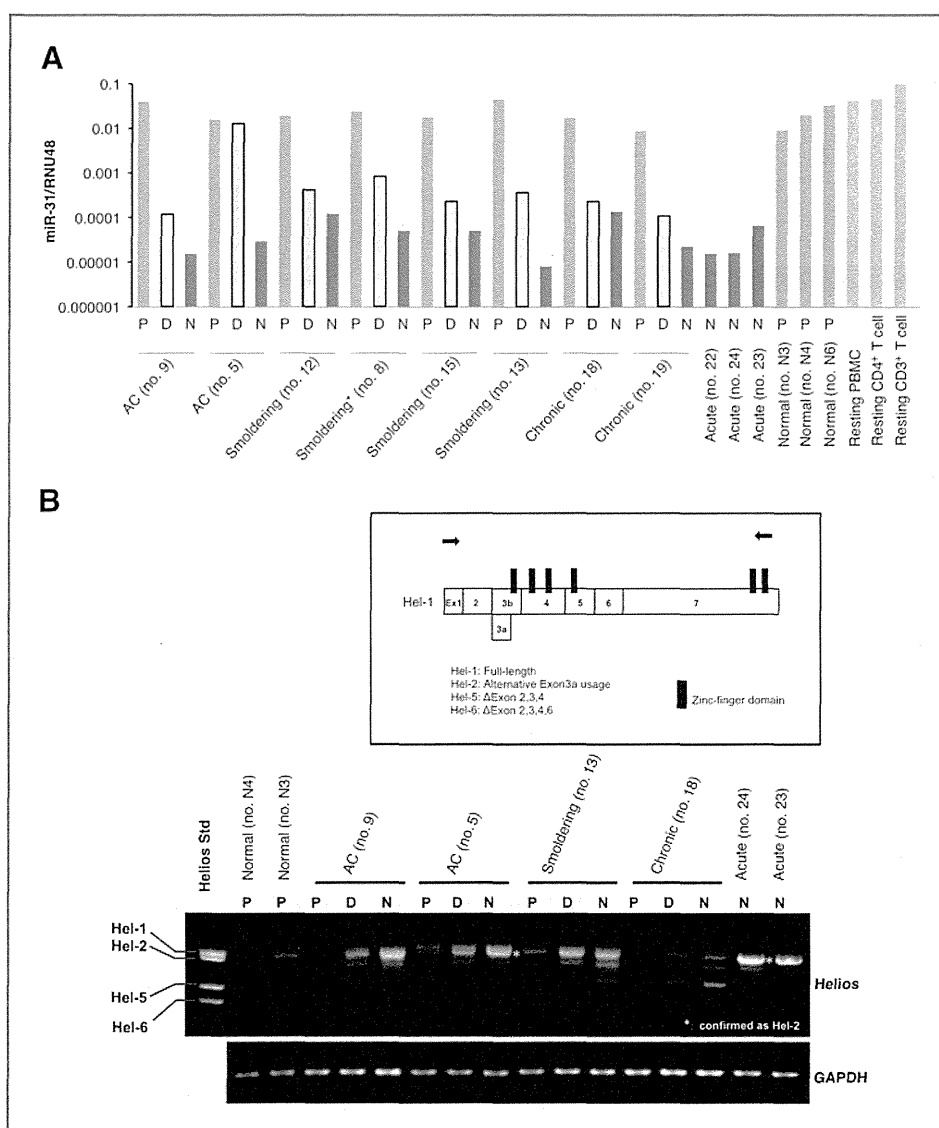 A
miR-31/RNU48
0.1
0.01
0.001
0.0001
0.00001
0.000001
P D N P D N P D N P D N P D N P D N P D N P D N N N N P P P
AC (no. 9)
AC (no. 5)
Smoldering (no. 12)
Smoldering* (no. 8)
Smoldering (no. 15)
Smoldering (no. 13)
Chronic (no. 18)
Chronic (no. 19)
Acute (no. 22)
Acute (no. 24)
Acute (no. 23)
Normal (no. N3)
Normal (no. N4)
Normal (no. N6)
Resting PBMC
Resting CD4+ T cell
Resting CD3+ T cell
B
Hel-1
Ex1 2 3b 4 5 6 7
3a
Hel-1: Full-length
Hel-2: Alternative Exon3a usage
Hel-5: ΔExon 2,3,4
Hel-6: ΔExon 2,3,4,6
Zinc-finger domain
Helios Std
Normal (no. N4)
Normal (no. N3)
AC (no. 9)
AC (no. 5)
Smoldering (no. 13)
Chronic (no. 18)
Acute (no. 24)
Acute (no. 23)
P P P D N P D N P D N P D N N N
Hel-1
Hel-2
Hel-5
Hel-6
* *
Helios
* : confirmed as Hel-2
GAPDH